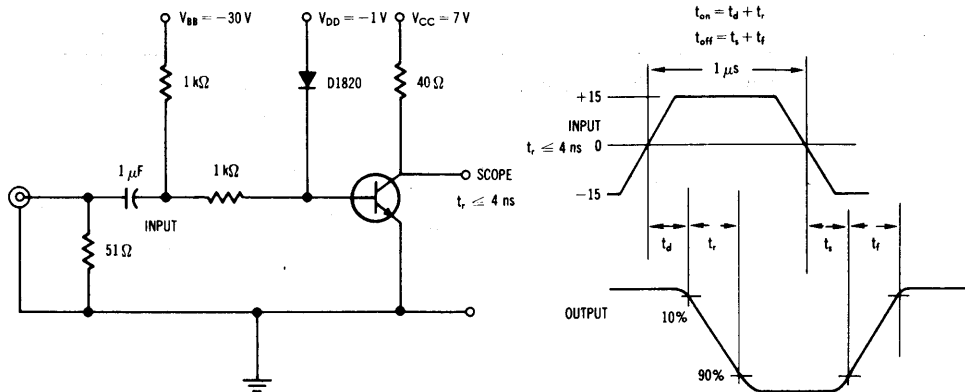 V_BB = −30V
V_DD = −1 V
V_CC = 7 V
1 kΩ
D1820
40 Ω
1 μF
1 kΩ
INPUT
51Ω
SCOPE
t_r ≤ 4 ns
t_on = t_d + t_r
t_off = t_s + t_f
1 μs
+15
INPUT
t_r ≤ 4 ns 0
−15
t_d
t_r
t_s
t_f
OUTPUT
10%
90%